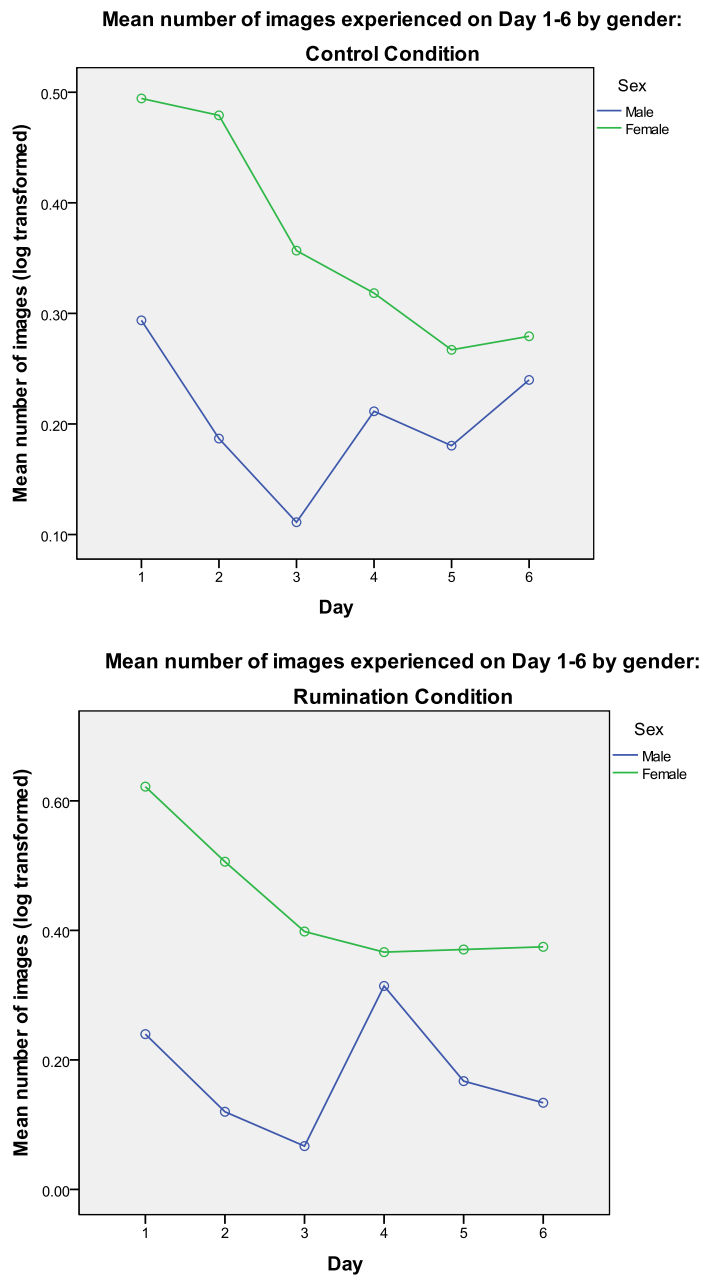 Mean number of images experienced on Day 1-6 by gender:
Control Condition
Sex
Male
Female
Mean number of images (log transformed)
0.50
0.40
0.30
0.20
0.10
1 2 3 4 5 6
Day
Mean number of images experienced on Day 1-6 by gender:
Rumination Condition
Sex
Male
Female
Mean number of images (log transformed)
0.60
0.40
0.20
0.00
1 2 3 4 5 6
Day